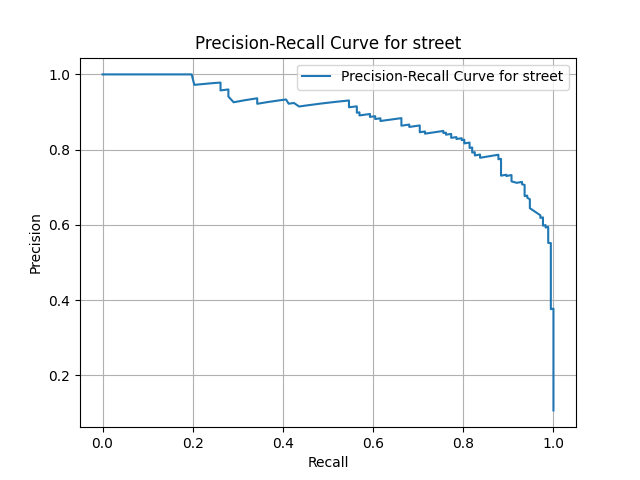 Precision-Recall Curve for street
Precision-Recall Curve for street
1.0
0.8
0.6
0.4
0.2
Precision
0.0 0.2 0.4 0.6 0.8 1.0
Recall